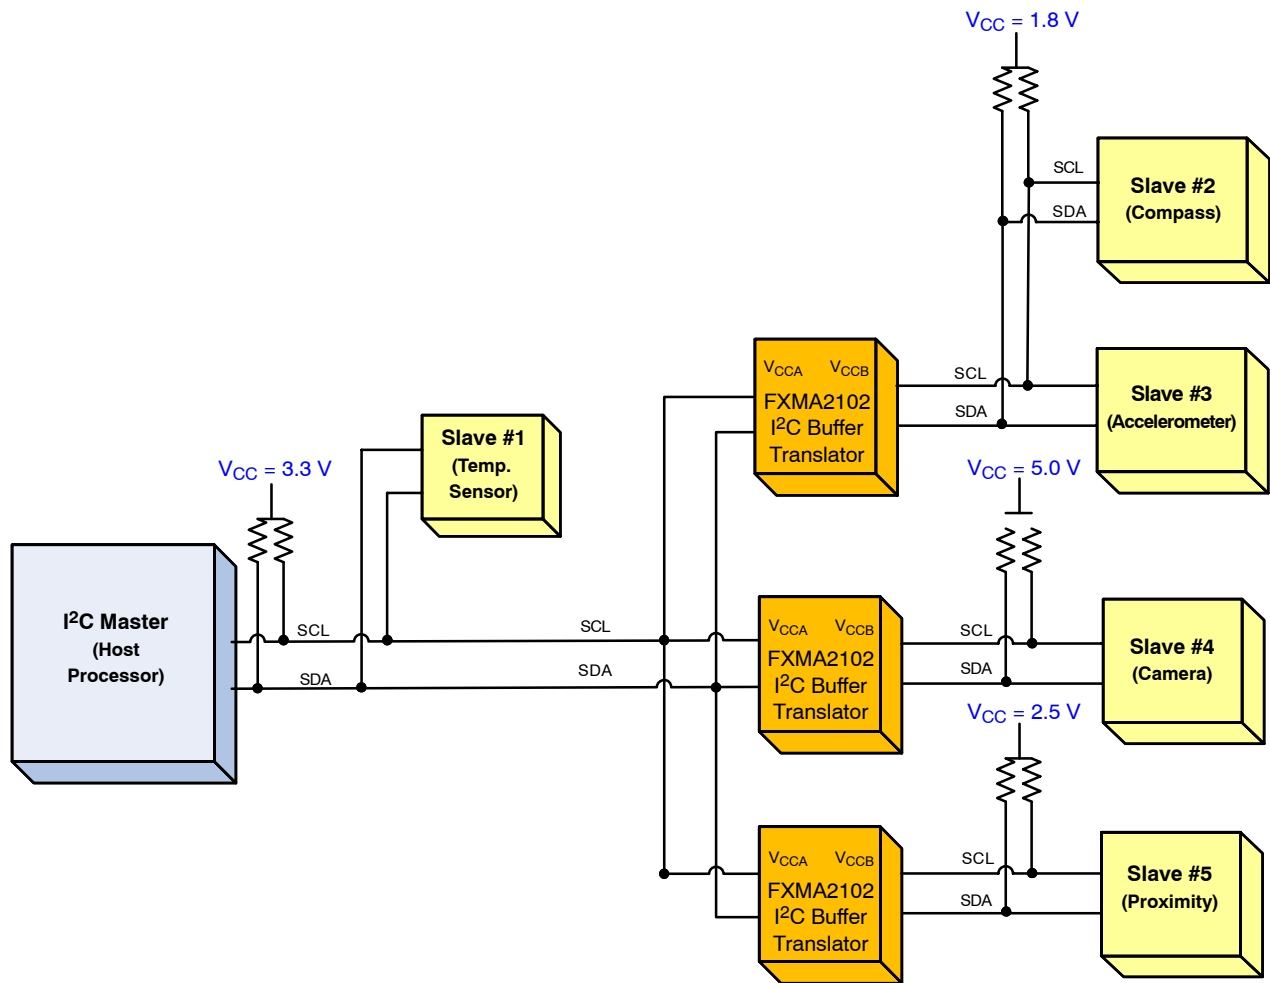 VCC = 1.8 V
SCL
SDA
Slave #2
(Compass)
VCCA VCCB
FXMA2102
I2C Buffer
Translator
SCL
SDA
Slave #3
(Accelerometer)
VCC = 3.3 V
Slave #1
(Temp.
Sensor)
VCC = 5.0 V
I2C Master
(Host
Processor)
SCL
SDA
SCL
SDA
VCCA VCCB
FXMA2102
I2C Buffer
Translator
SCL
SDA
Slave #4
(Camera)
VCC = 2.5 V
VCCA VCCB
FXMA2102
I2C Buffer
Translator
SCL
SDA
Slave #5
(Proximity)